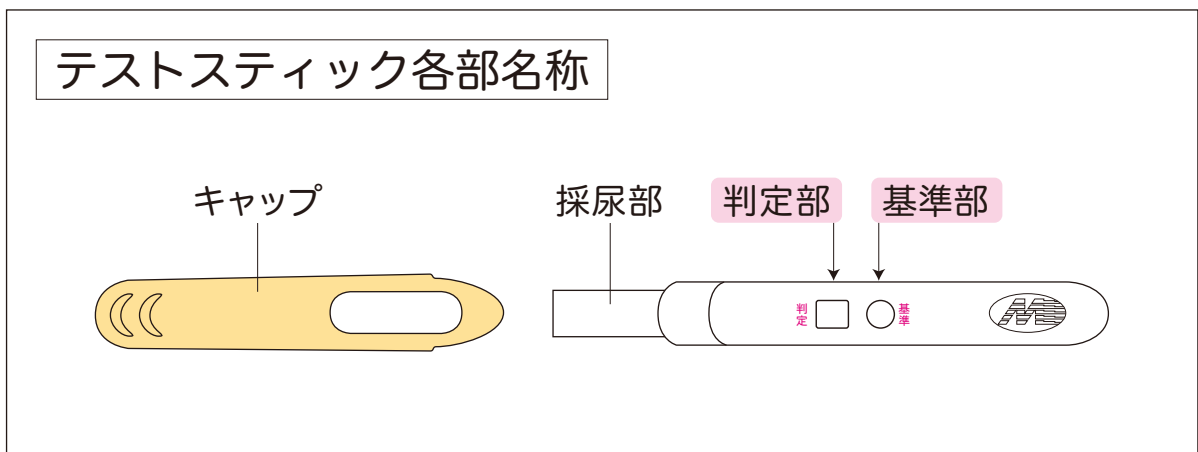 テストスティック各部名称
キャップ
採尿部
判定部
基準部
判定
基準